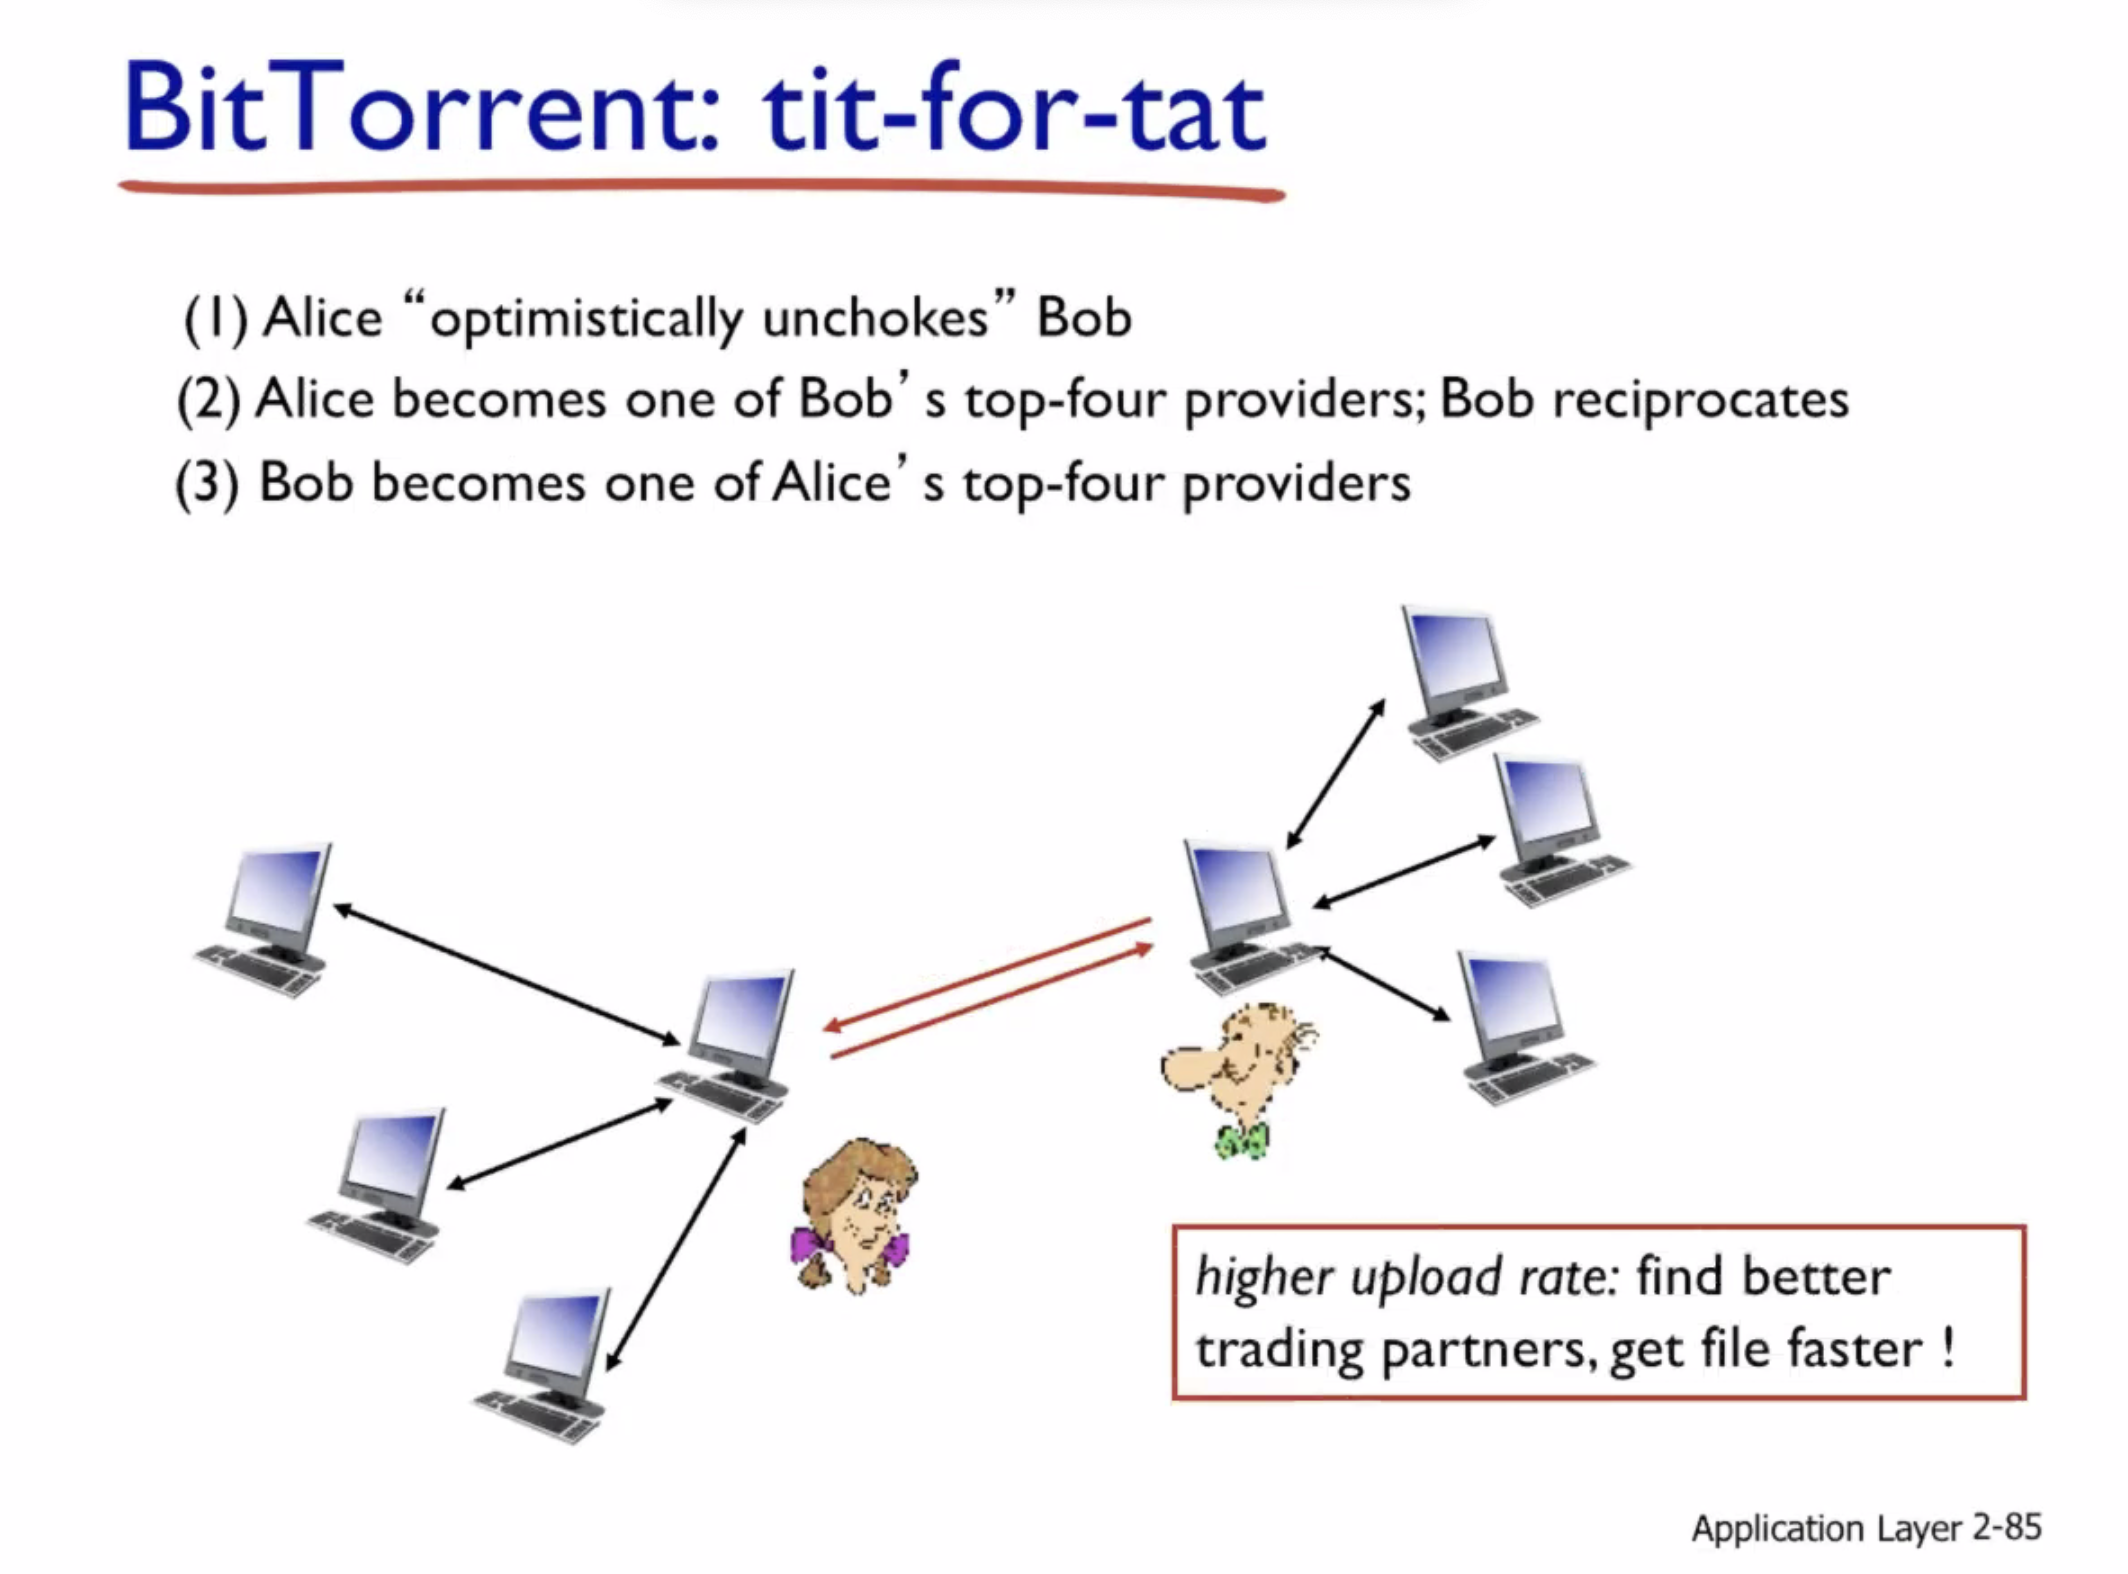 BitTorrent: tit-for-tat
(1) Alice “optimistically unchokes” Bob
(2) Alice becomes one of Bob’s top-four providers; Bob reciprocates
(3) Bob becomes one of Alice’s top-four providers
higher upload rate: find better
trading partners, get file faster !
Application Layer 2-85